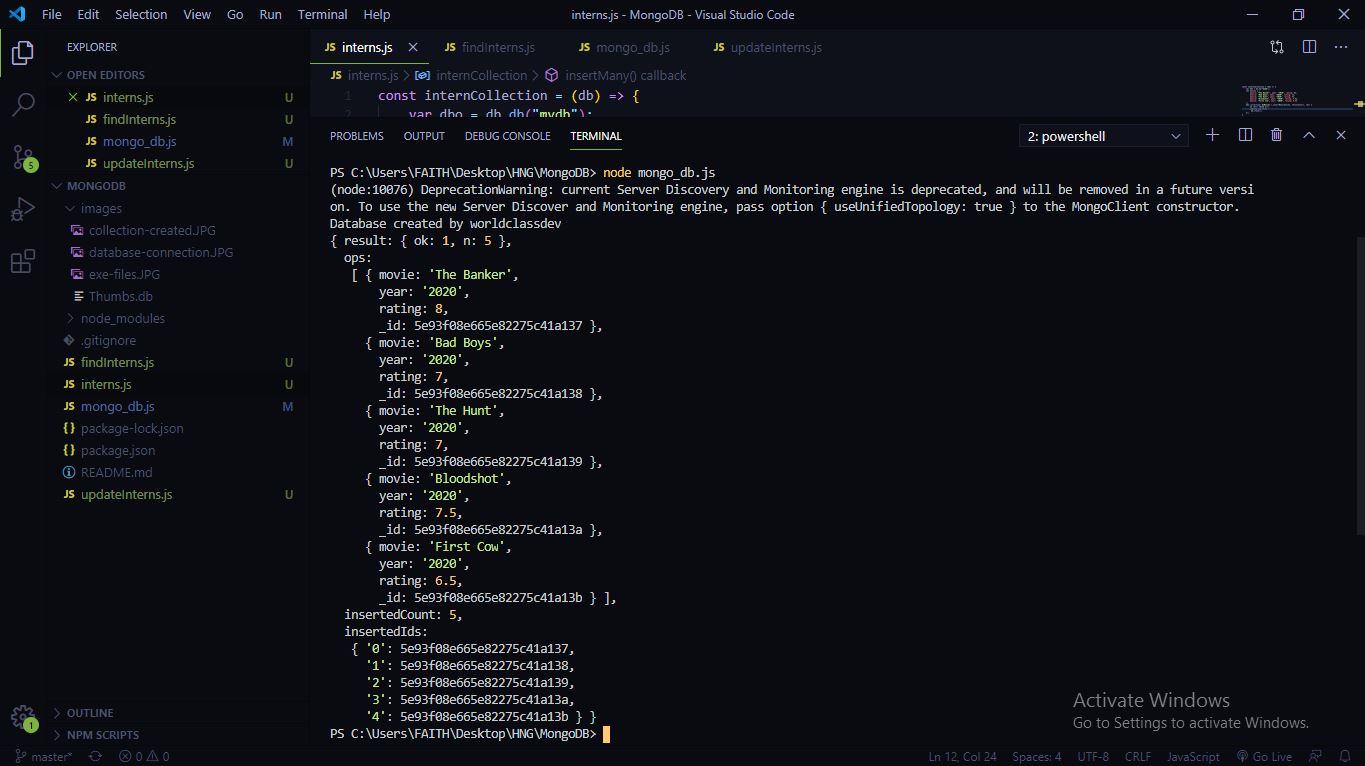 File Edit Selection View Go Run Terminal Help interns.js - MongoDB - Visual Studio Code
EXPLORER
OPEN EDITORS
JS interns.js U
JS findInterns.js U
JS mongo_db.js M
JS updateInterns.js U
MONGODB
images
collection-created.JPG
database-connection.JPG
exe-files.JPG
Thumbs.db
node_modules
.gitignore
JS findInterns.js U
JS interns.js U
JS mongo_db.js M
{} package-lock.json
{} package.json
README.md
JS updateInterns.js U
OUTLINE
NPM SCRIPTS
5
1
JS interns.js JS findInterns.js JS mongo_db.js JS updateInterns.js
JS interns.js > internCollection > insertMany() callback
1 const internCollection = (db) => {
2 var dbo = db.db("mydb");
PROBLEMS OUTPUT DEBUG CONSOLE TERMINAL 2: powershell
PS C:\Users\FAITH\Desktop\HNG\MongoDB> node mongo_db.js
(node:10076) DeprecationWarning: current Server Discovery and Monitoring engine is deprecated, and will be removed in a future versi
on. To use the new Server Discover and Monitoring engine, pass option { useUnifiedTopology: true } to the MongoClient constructor.
Database created by worldclassdev
{ result: { ok: 1, n: 5 },
ops:
[ { movie: 'The Banker',
year: '2020',
rating: 8,
_id: 5e93f08e665e82275c41a137 },
{ movie: 'Bad Boys',
year: '2020',
rating: 7,
_id: 5e93f08e665e82275c41a138 },
{ movie: 'The Hunt',
year: '2020',
rating: 7,
_id: 5e93f08e665e82275c41a139 },
{ movie: 'Bloodshot',
year: '2020',
rating: 7.5,
_id: 5e93f08e665e82275c41a13a },
{ movie: 'First Cow',
year: '2020',
rating: 6.5,
_id: 5e93f08e665e82275c41a13b } ],
insertedCount: 5,
insertedIds:
{ '0': 5e93f08e665e82275c41a137,
'1': 5e93f08e665e82275c41a138,
'2': 5e93f08e665e82275c41a139,
'3': 5e93f08e665e82275c41a13a,
'4': 5e93f08e665e82275c41a13b } }
PS C:\Users\FAITH\Desktop\HNG\MongoDB>
Activate Windows
Go to Settings to activate Windows.
master* 0 0 Ln 12, Col 24 Spaces: 4 UTF-8 CRLF JavaScript Go Live